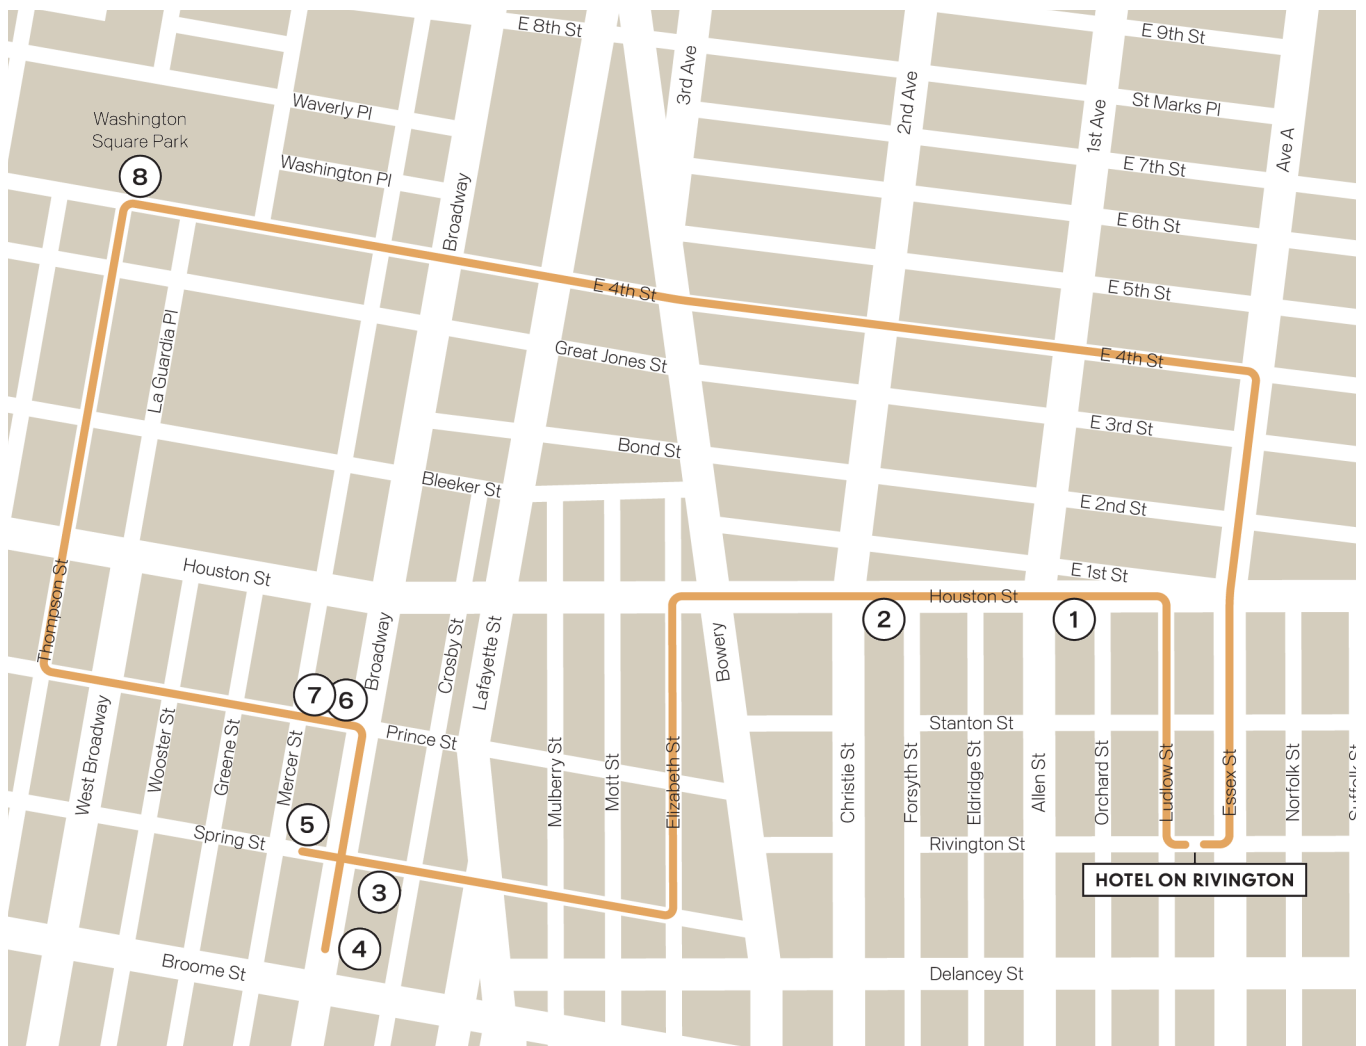 E 8th St
E 9th St
3rd Ave
2nd Ave
1st Ave
Ave A
Waverly Pl
St Marks Pl
Washington
Square Park
8
Washington Pl
E 7th St
Broadway
E 6th St
E 4th St
E 5th St
La Guardia Pl
Great Jones St
E 4th St
Bond St
E 3rd St
Bleeker St
E 2nd St
Houston St
E 1st St
Houston St
Thompson St
2
1
Broadway
Crosby St
Lafayette St
Bowery
7
6
Prince St
Stanton St
West Broadway
Wooster St
Greene St
Mercer St
Mulberry St
Mott St
Elizabeth St
Christie St
Forsyth St
Eldridge St
Allen St
Orchard St
Ludlow St
Essex St
Norfolk St
Suffolk St
5
Spring St
Rivington St
3
HOTEL ON RIVINGTON
4
Broome St
Delancey St